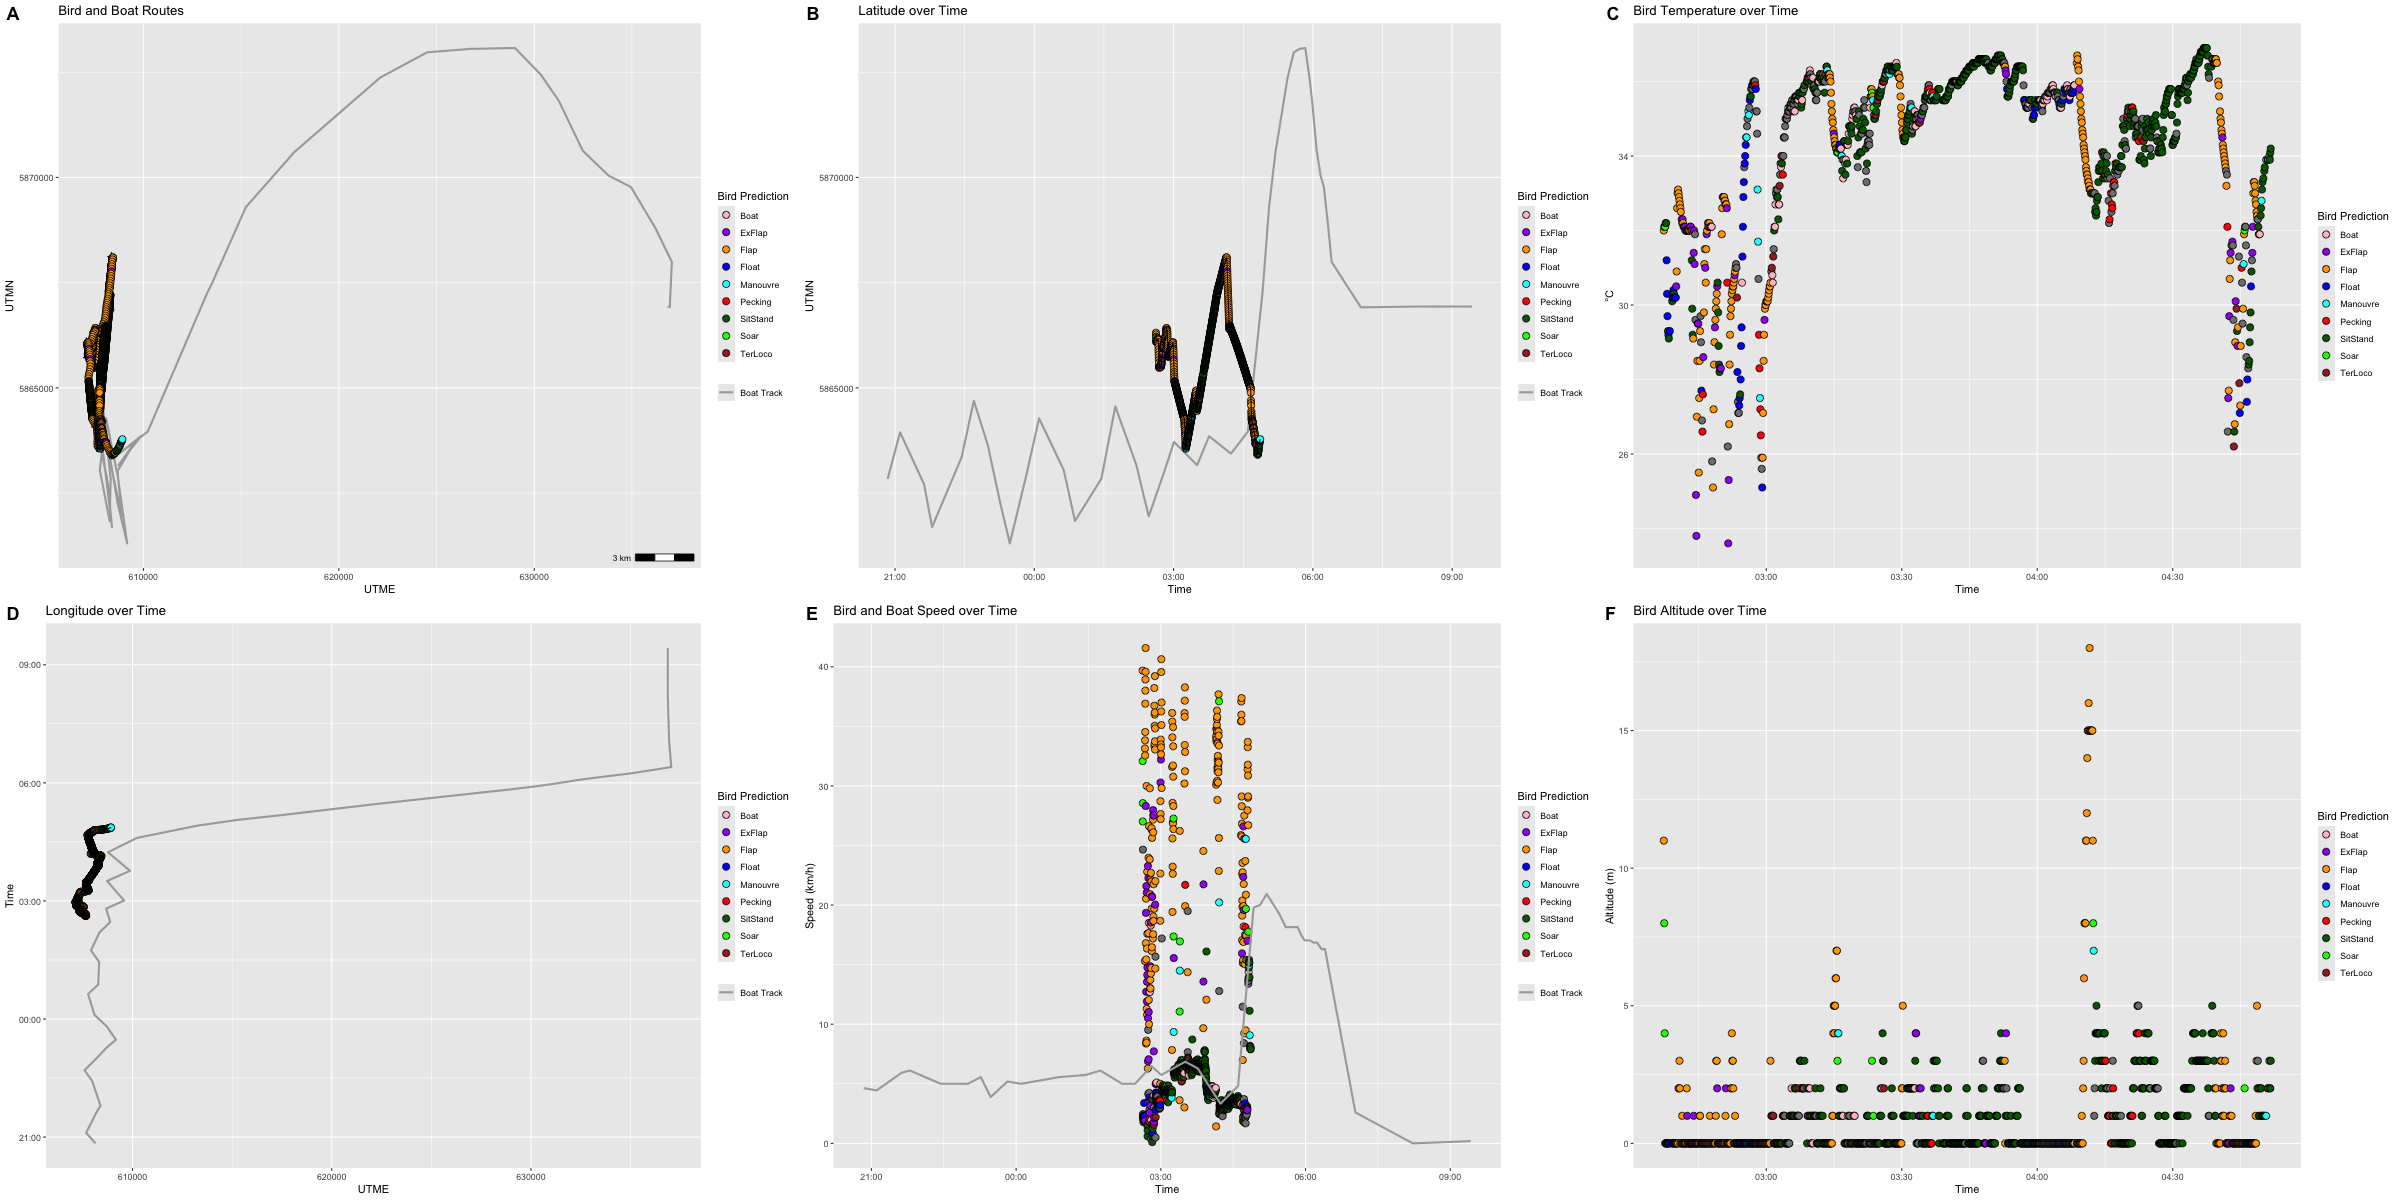 A
Bird and Boat Routes
UTMN
5870000
5865000
610000
620000
630000
UTME
3 km
Bird Prediction
Boat
ExFlap
Flap
Float
Manouvre
Pecking
SitStand
Soar
TerLoco
Boat Track
B
Latitude over Time
UTMN
5870000
5865000
21:00
00:00
03:00
06:00
09:00
Time
Bird Prediction
Boat
ExFlap
Flap
Float
Manouvre
Pecking
SitStand
Soar
TerLoco
Boat Track
C
Bird Temperature over Time
°C
34
30
26
03:00
03:30
04:00
04:30
Time
Bird Prediction
Boat
ExFlap
Flap
Float
Manouvre
Pecking
SitStand
Soar
TerLoco
D
Longitude over Time
Time
09:00
06:00
03:00
00:00
21:00
610000
620000
630000
UTME
Bird Prediction
Boat
ExFlap
Flap
Float
Manouvre
Pecking
SitStand
Soar
TerLoco
Boat Track
E
Bird and Boat Speed over Time
Speed (km/h)
40
30
20
10
0
21:00
00:00
03:00
06:00
09:00
Time
Bird Prediction
Boat
ExFlap
Flap
Float
Manouvre
Pecking
SitStand
Soar
TerLoco
Boat Track
F
Bird Altitude over Time
Altitude (m)
15
10
5
0
03:00
03:30
04:00
04:30
Time
Bird Prediction
Boat
ExFlap
Flap
Float
Manouvre
Pecking
SitStand
Soar
TerLoco